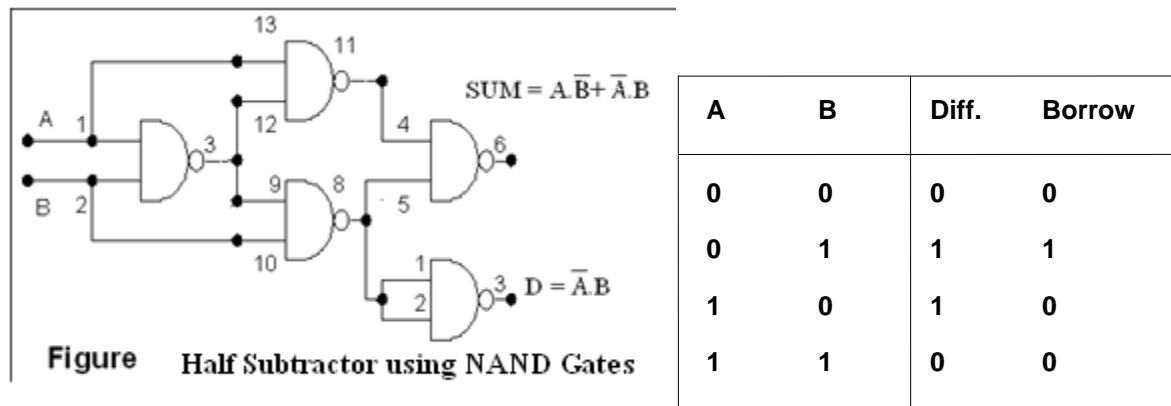 13
11
SUM = A.B̅ + A̅.B
A
1
12
4
3
6
B
2
9
8
5
10
1
2
3
D = A̅.B
Figure Half Subtractor using NAND Gates
A B Diff. Borrow
0 0 0 0
0 1 1 1
1 0 1 0
1 1 0 0